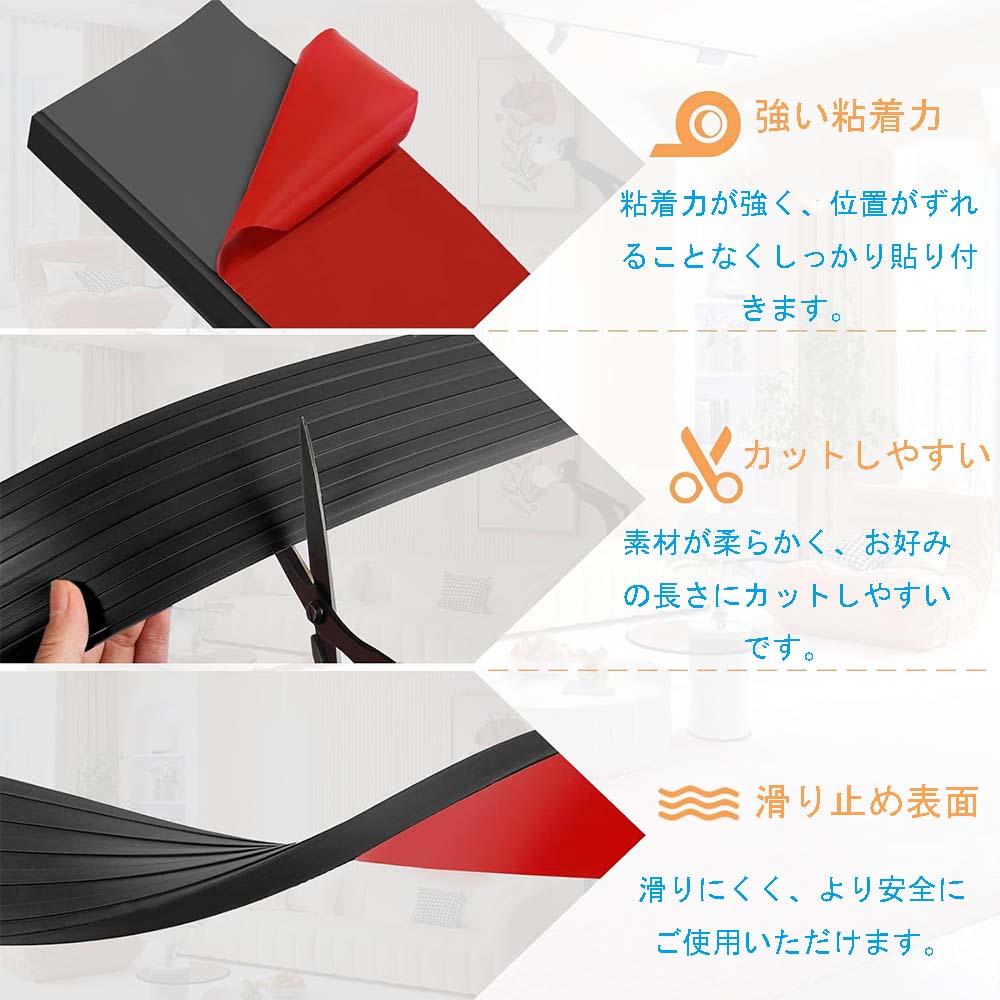 強い粘着力
粘着力が強く、位置がずれ
ることなくしっかり貼り付
きます。
カットしやすい
素材が柔らかく、お好み
の長さにカットしやすい
です。
滑り止め表面
滑りにくく、より安全に
ご使用いただけます。